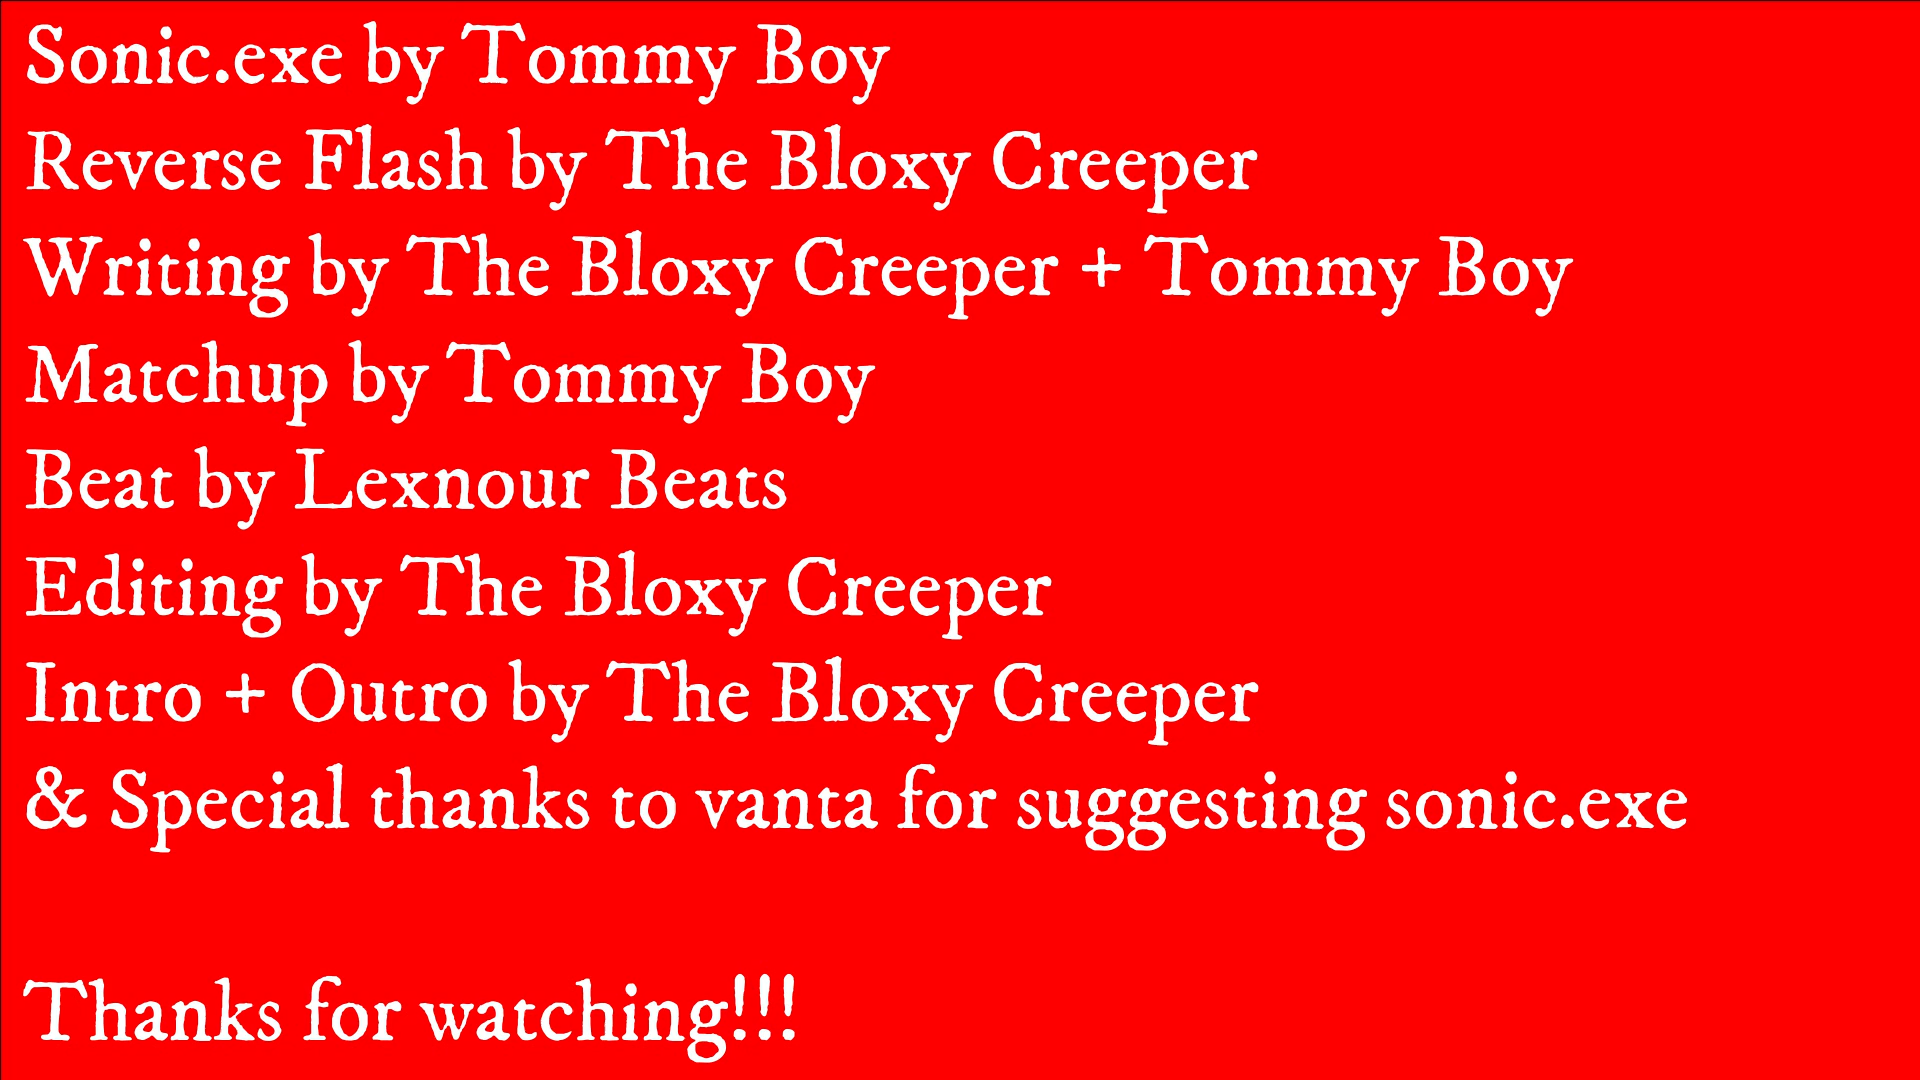 Sonic.exe by Tommy Boy
Reverse Flash by The Bloxy Creeper
Writing by The Bloxy Creeper + Tommy Boy
Matchup by Tommy Boy
Beat by Lexnour Beats
Editing by The Bloxy Creeper
Intro + Outro by The Bloxy Creeper
& Special thanks to vanta for suggesting sonic.exe
Thanks for watching!!!